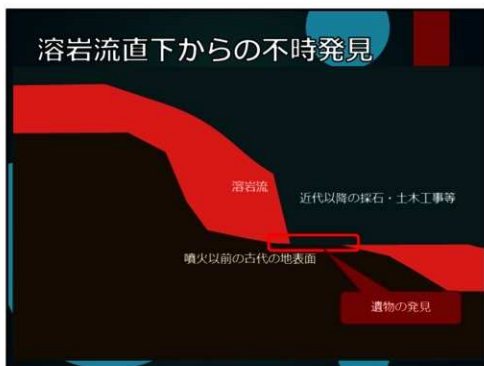 溶岩流直下からの不時発見
溶岩流
近代以降の採石・土木工事等
噴火以前の古代の地表面
遺物の発見